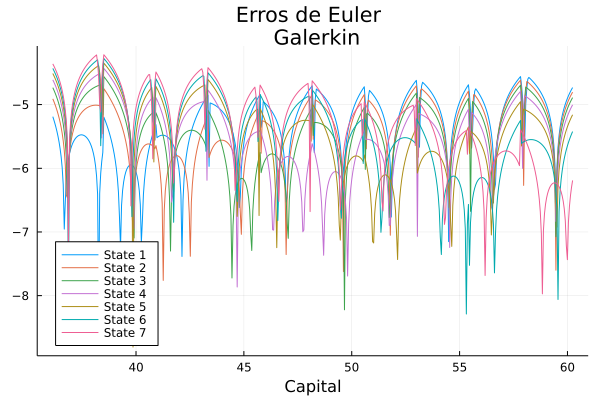 Erros de Euler
Galerkin
−5
−6
−7
−8
State 1
State 2
State 3
State 4
State 5
State 6
State 7
40
45
50
55
60
Capital